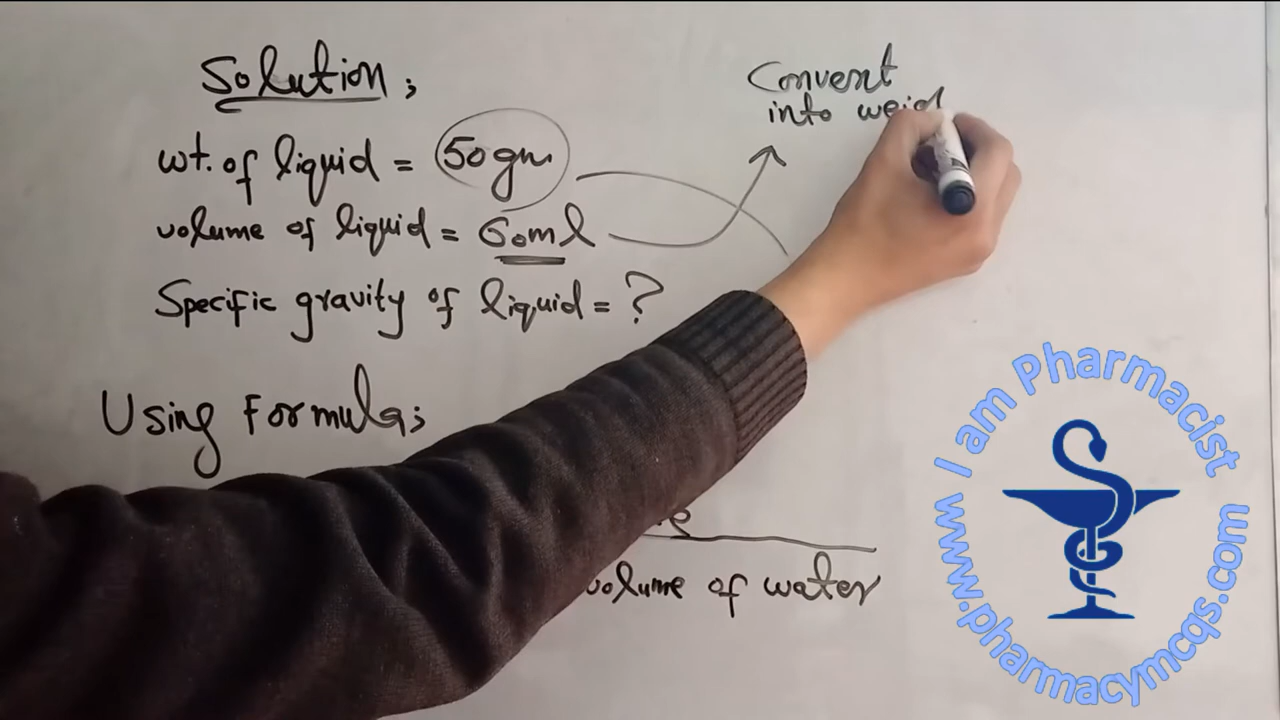 Solution;
wt. of liquid = 50gm
volume of liquid = 60ml
Specific gravity of liquid = ?
Convert
into
Using Formula;
volume of water
I am Pharmacist
www.pharmacymcqs.com